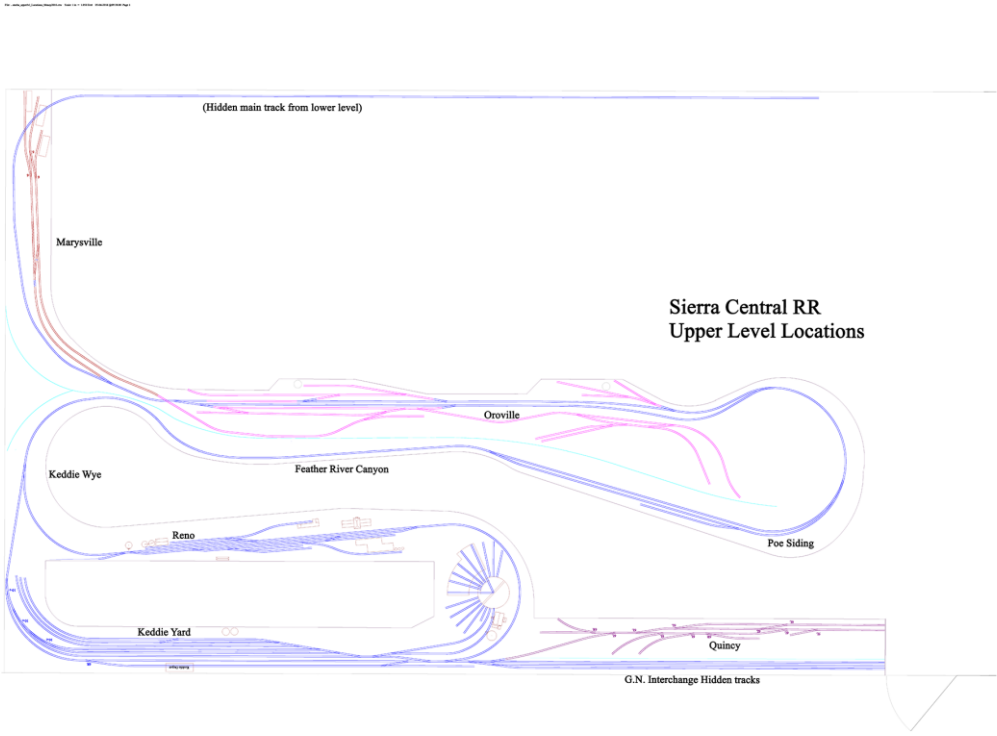 (Hidden main track from lower level)
Marysville
Sierra Central RR
Upper Level Locations
Oroville
Feather River Canyon
Keddie Wye
Reno
Poe Siding
Keddie Yard
Quincy
G.N. Interchange Hidden tracks